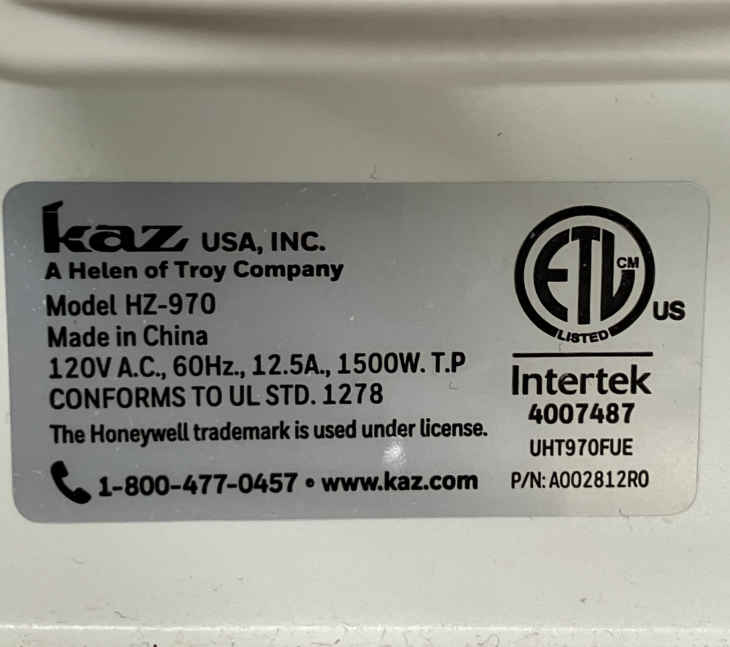 kaz USA, INC.
A Helen of Troy Company
Model HZ-970
Made in China
120V A.C., 60Hz., 12.5A., 1500W. T.P
CONFORMS TO UL STD. 1278
The Honeywell trademark is used under license.
1-800-477-0457 • www.kaz.com
ETL CM
US
LISTED
Intertek
4007487
UHT970FUE
P/N: A002812R0